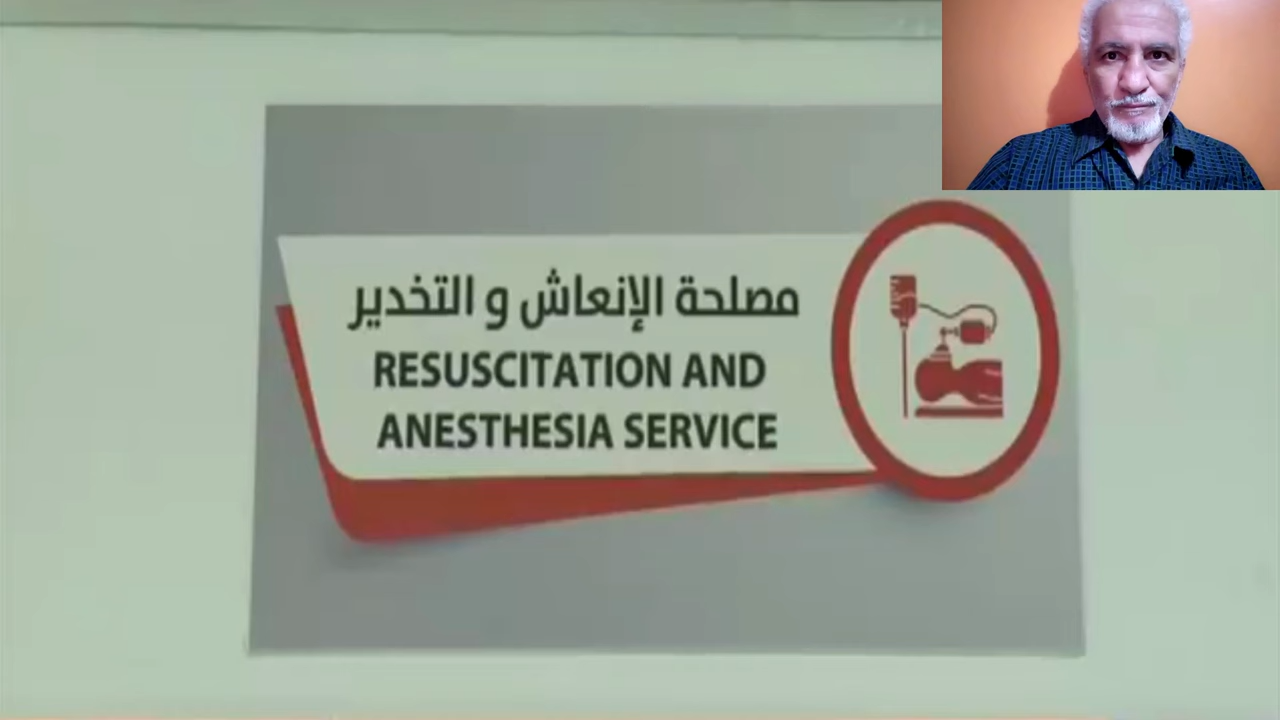 مصلحة الإنعاش و التخدير
RESUSCITATION AND
ANESTHESIA SERVICE